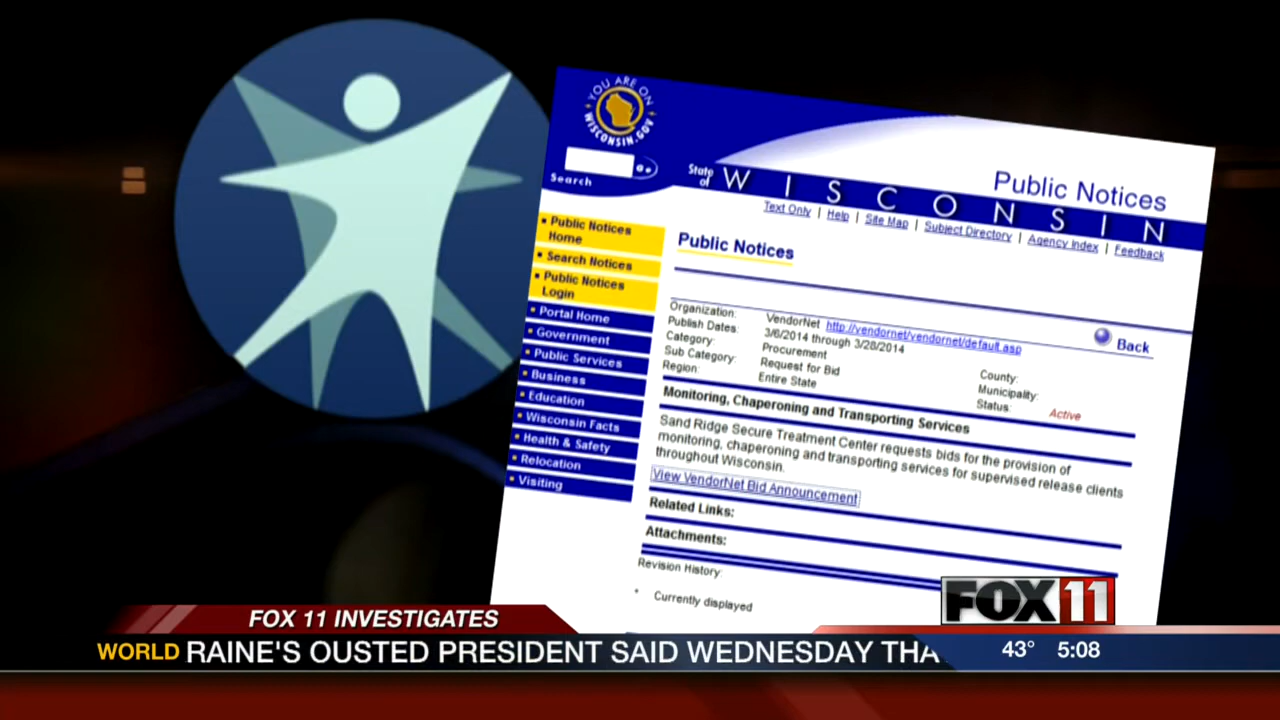 YOU ARE ON
WISCONSIN.GOV
Go
Search
State
of
WISCONSIN
Public Notices
Text Only | Help | Site Map | Subject Directory | Agency Index | Feedback
Public Notices
Home
Search Notices
Public Notices
Login
Portal Home
Government
Public Services
Business
Education
Wisconsin Facts
Health & Safety
Relocation
Visiting
Public Notices
Back
Organization: VendorNet http://vendornet/vendornet/default.asp
Publish Dates: 3/6/2014 through 3/28/2014
Category: Procurement
Sub Category: Request for Bid
Region: Entire State
County:
Municipality:
Status: Active
Monitoring, Chaperoning and Transporting Services
Sand Ridge Secure Treatment Center requests bids for the provision of
monitoring, chaperoning and transporting services for supervised release clients
throughout Wisconsin.
View VendorNet Bid Announcement
Related Links:
Attachments:
Revision History:
* Currently displayed
FOX 11
FOX 11 INVESTIGATES
WORLD RAINE'S OUSTED PRESIDENT SAID WEDNESDAY THA
43° 5:08